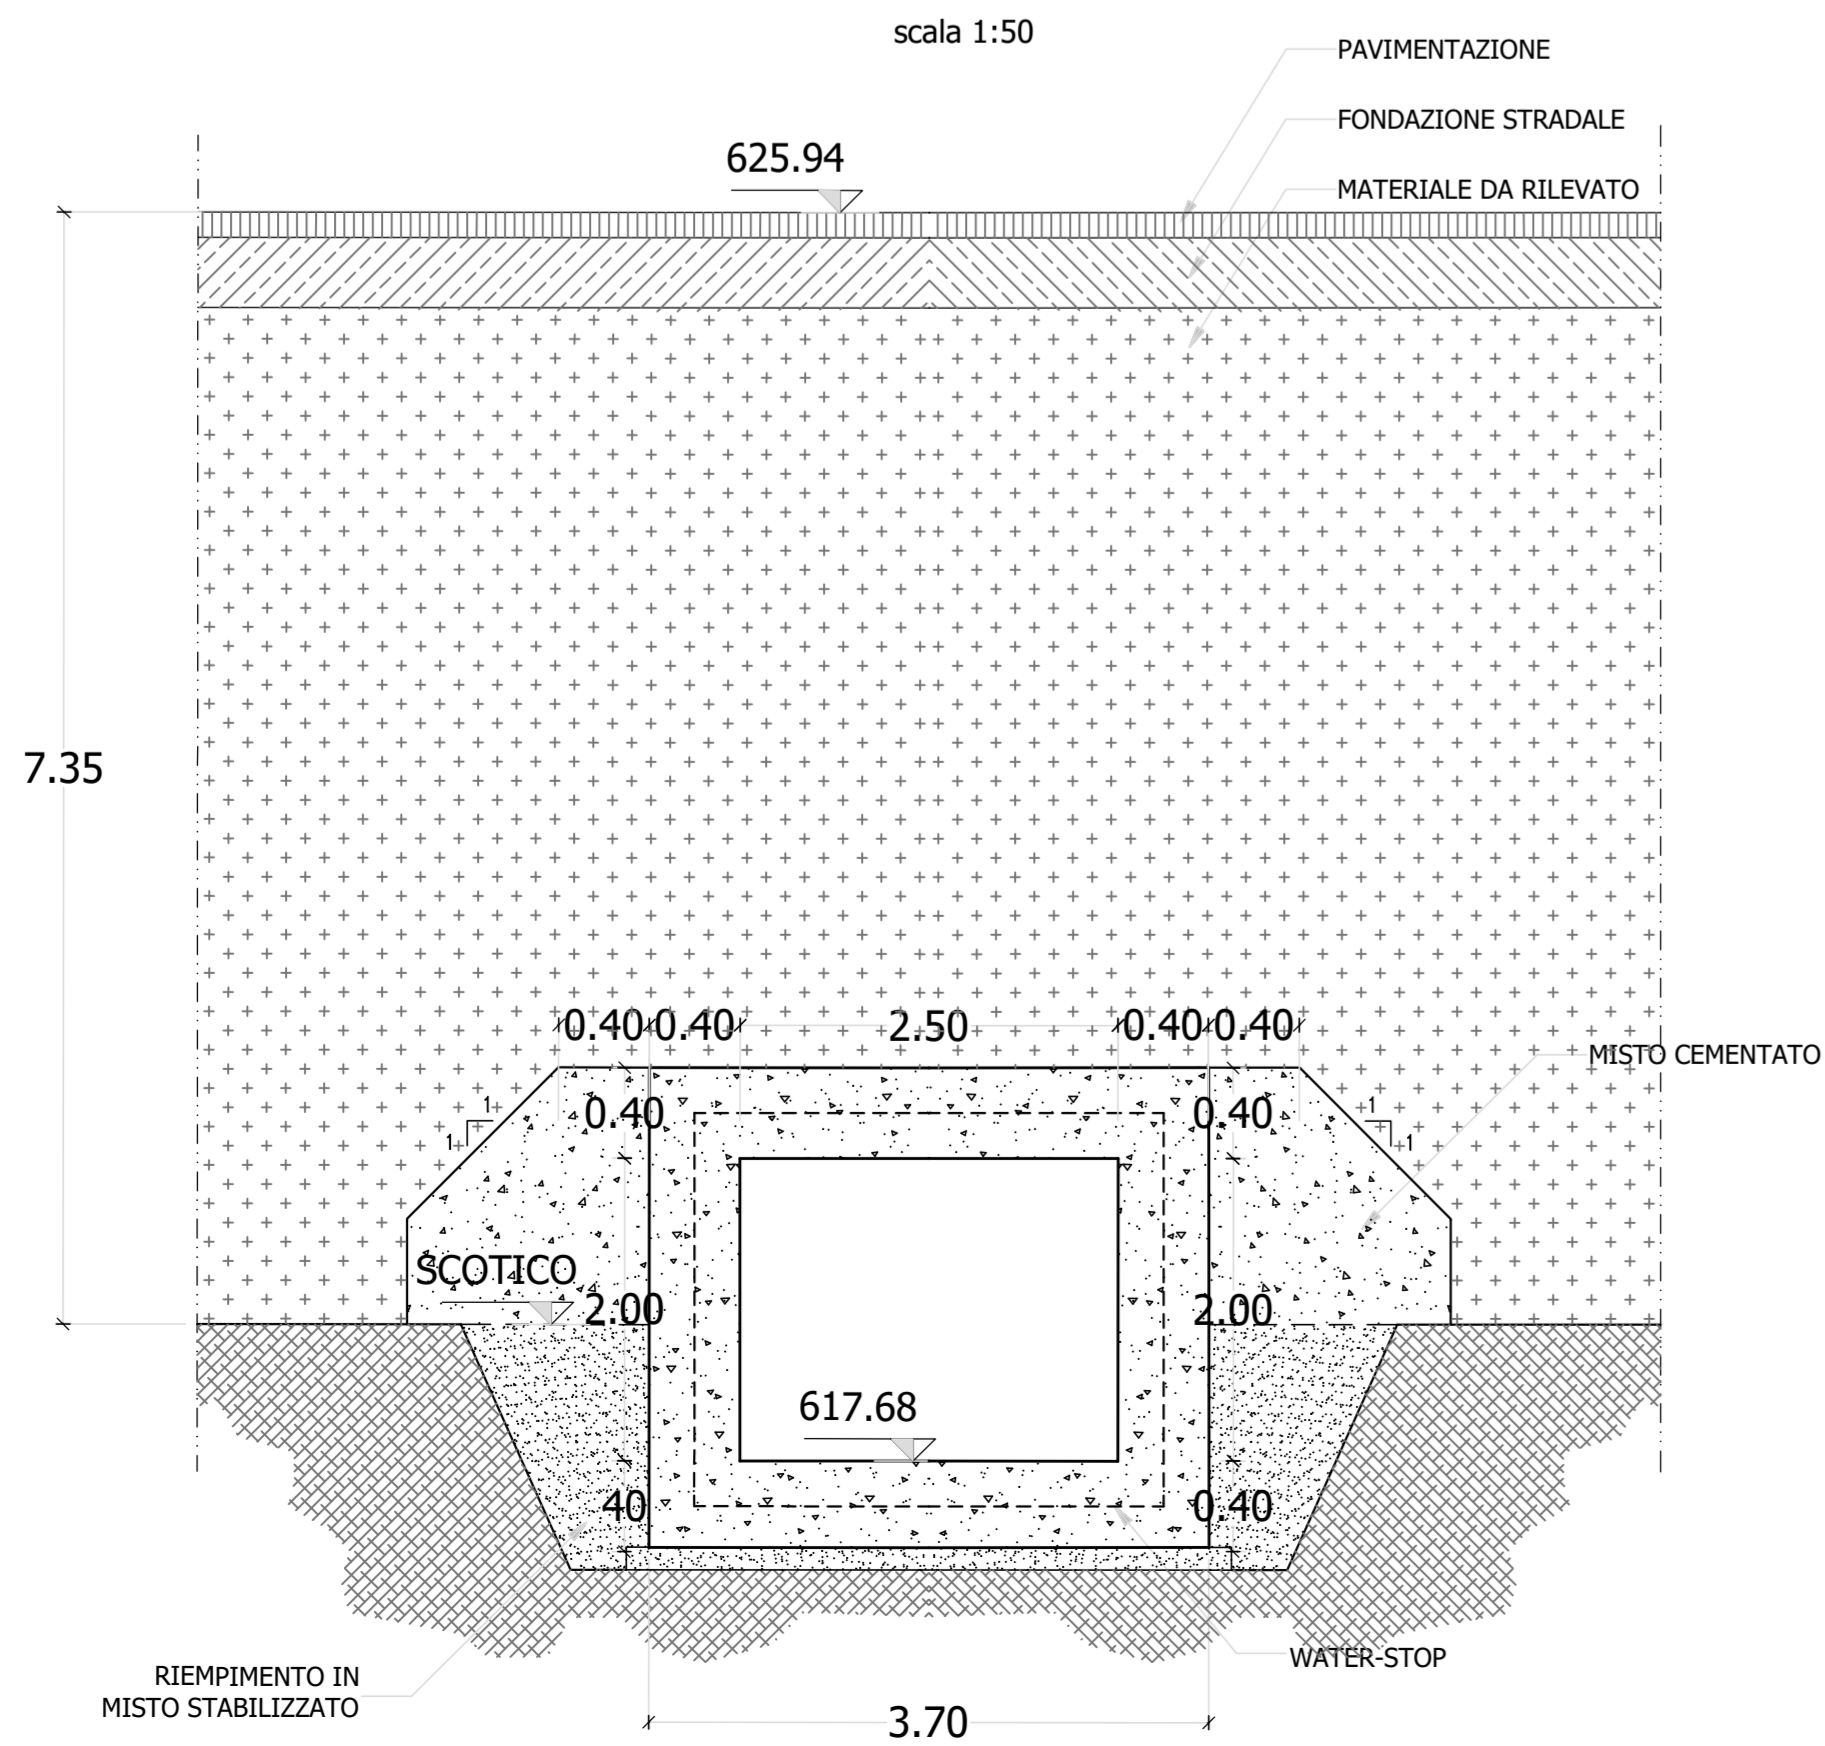 scala 1:50
PAVIMENTAZIONE
FONDAZIONE STRADALE
625.94
MATERIALE DA RILEVATO
7.35
0.40 0.40 2.50 0.40 0.40
MISTO CEMENTATO
1 1
0.40 0.40
1 1
SCOTICO
2.00 2.00
617.68
40 0.40
WATER-STOP
RIEMPIMENTO IN
MISTO STABILIZZATO
3.70